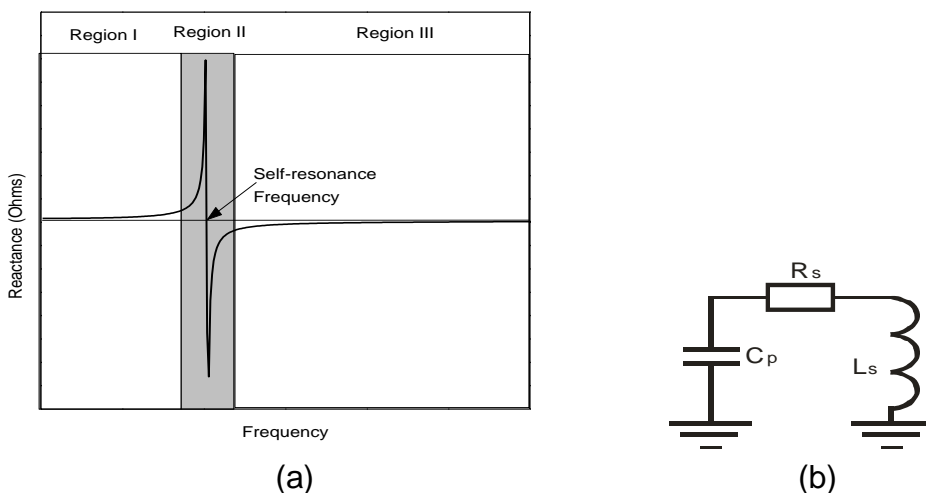 Region I Region II Region III
Self-resonance
Frequency
Reactance (Ohms)
Frequency
(a)
Rs
Cp
Ls
(b)